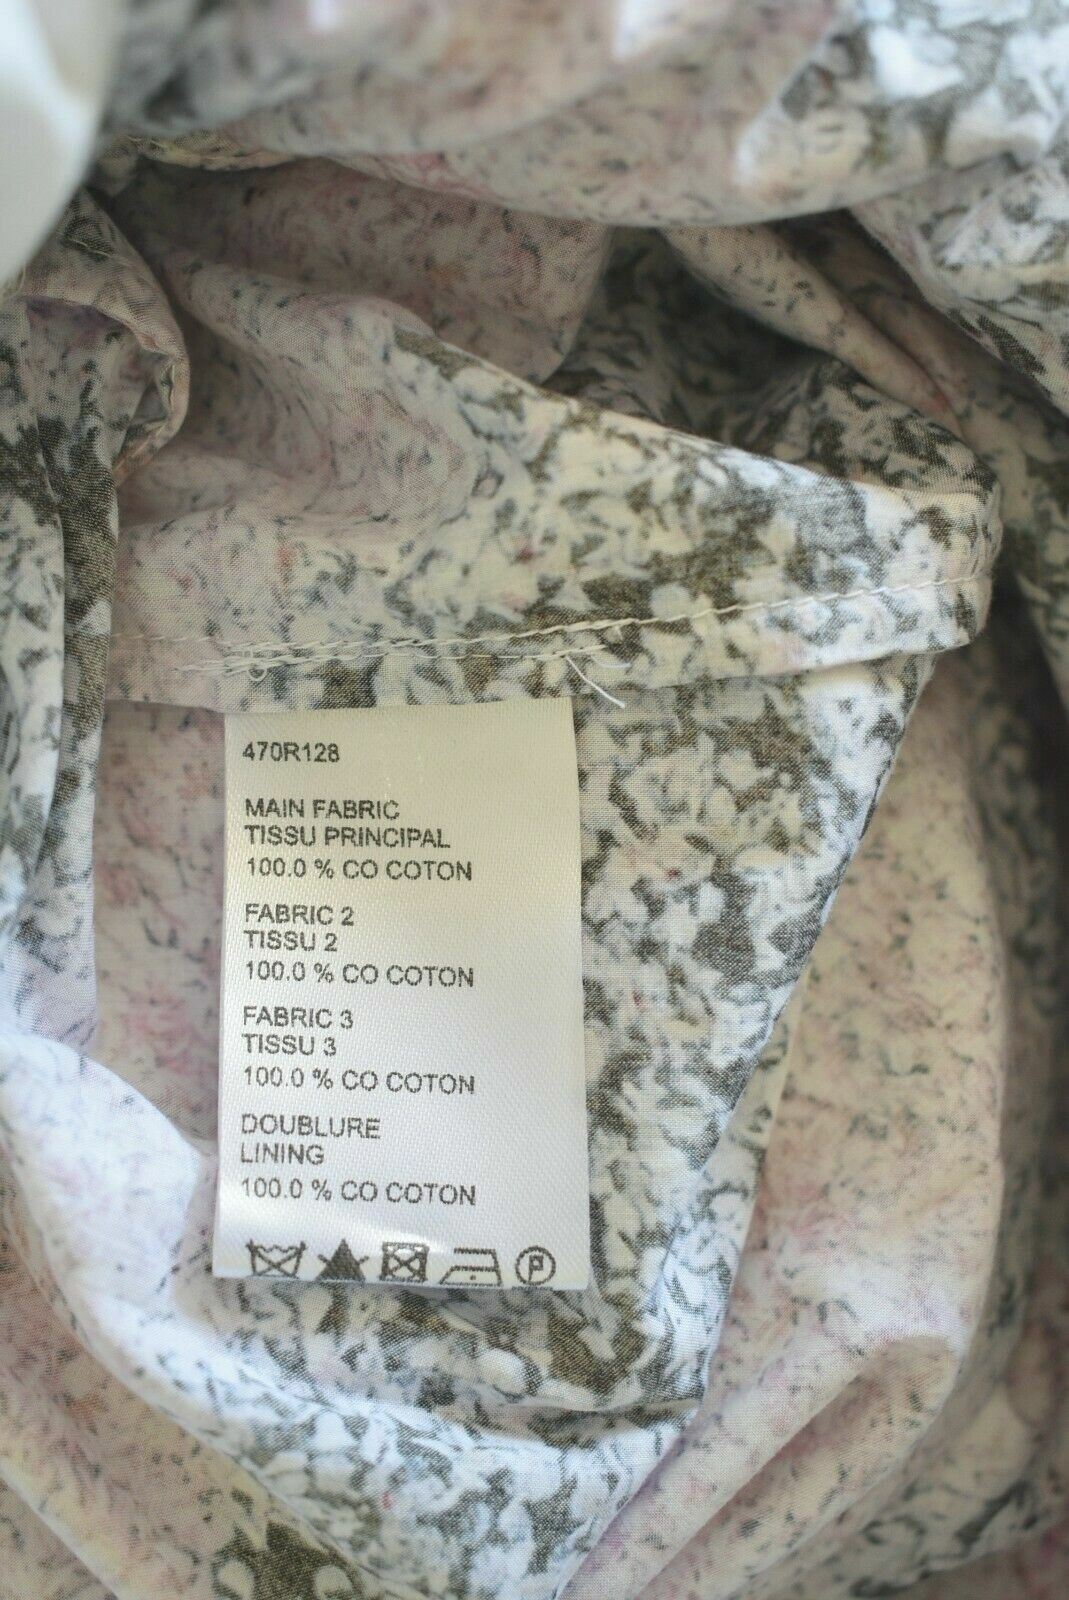 470R128
MAIN FABRIC
TISSU PRINCIPAL
100.0 % CO COTON
FABRIC 2
TISSU 2
100.0 % CO COTON
FABRIC 3
TISSU 3
100.0 % CO COTON
DOUBLURE
LINING
100.0 % CO COTON
P